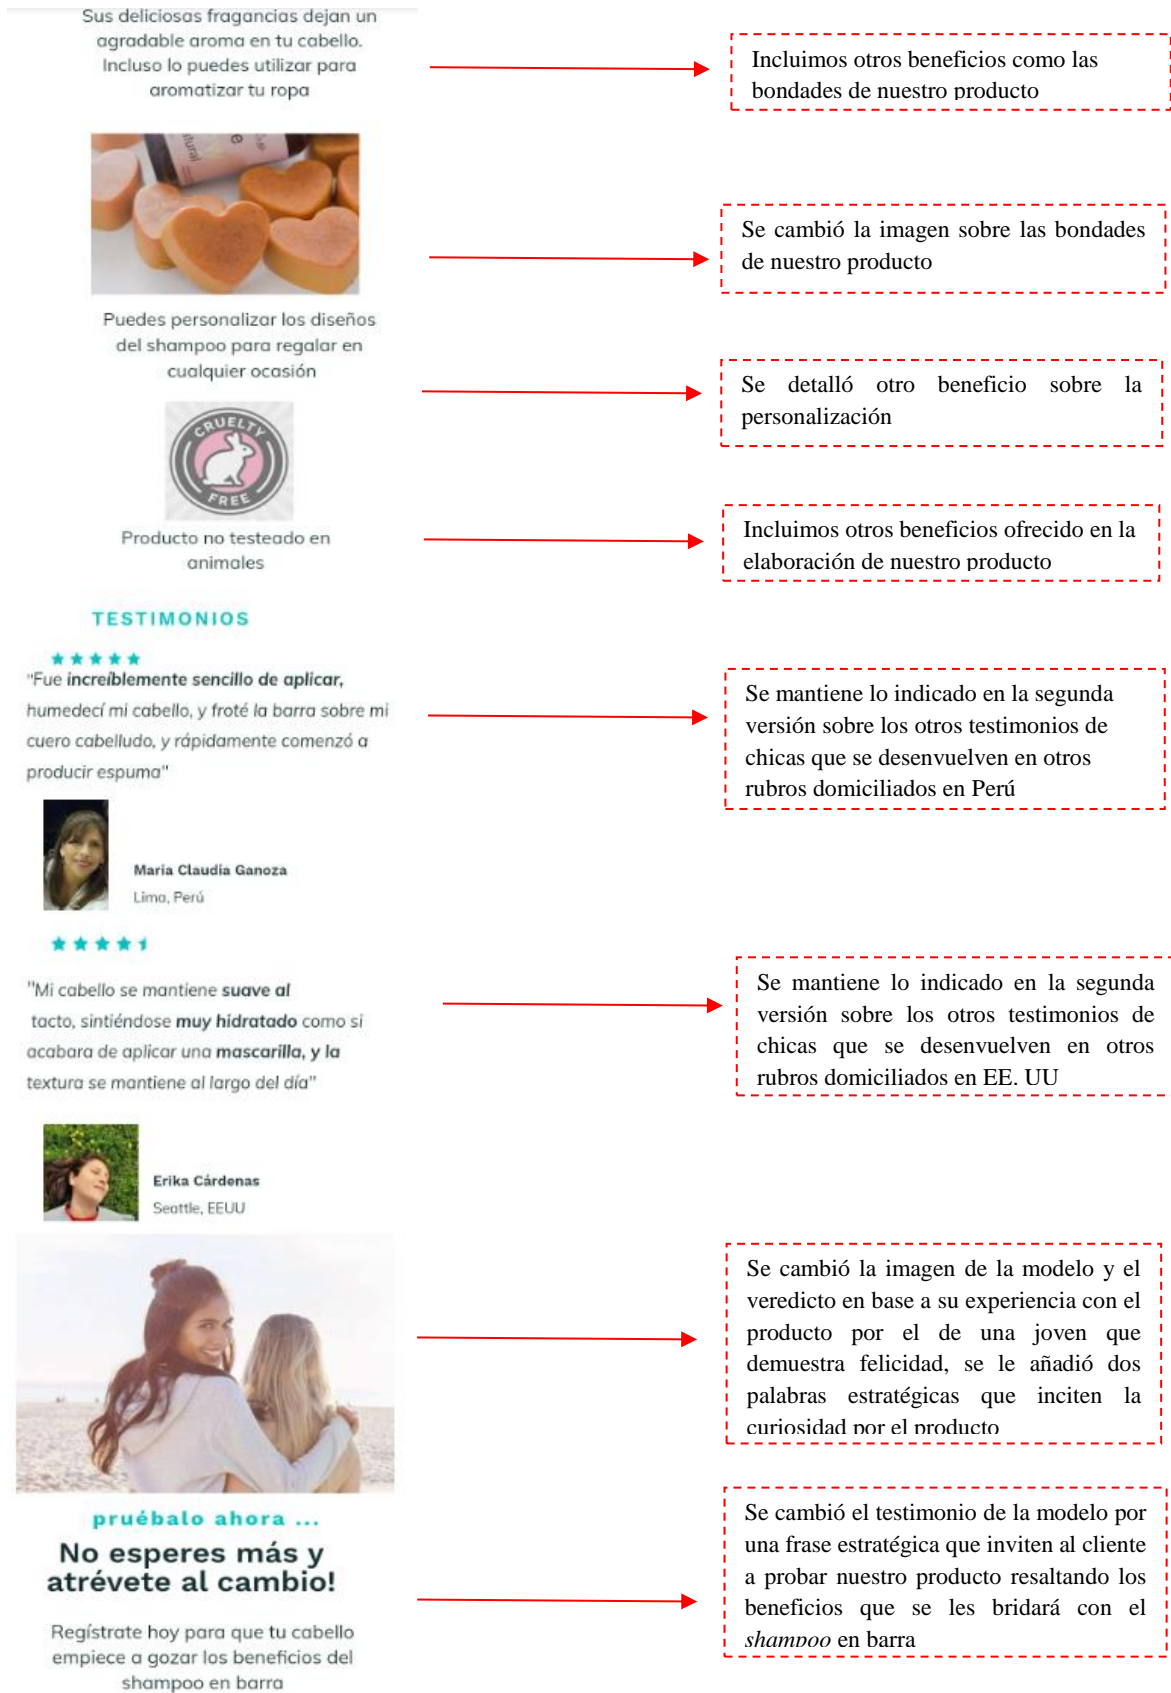 Sus deliciosas fragancias dejan un
agradable aroma en tu cabello.
Incluso lo puedes utilizar para
aromatizar tu ropa
Incluimos otros beneficios como las
bondades de nuestro producto
Se cambió la imagen sobre las bondades
de nuestro producto
Puedes personalizar los diseños
del shampoo para regalar en
cualquier ocasión
Se detalló otro beneficio sobre la
personalización
CRUELTY
FREE
Producto no testeado en
animales
Incluimos otros beneficios ofrecido en la
elaboración de nuestro producto
TESTIMONIOS
"Fue increíblemente sencillo de aplicar,
humedecí mi cabello, y froté la barra sobre mi
cuero cabelludo, y rápidamente comenzó a
producir espuma"
Se mantiene lo indicado en la segunda
versión sobre los otros testimonios de
chicas que se desenvuelven en otros
rubros domiciliados en Perú
Maria Claudia Ganoza
Lima, Perú
"Mi cabello se mantiene suave al
tacto, sintiéndose muy hidratado como si
acabara de aplicar una mascarilla, y la
textura se mantiene al largo del día"
Se mantiene lo indicado en la segunda
versión sobre los otros testimonios de
chicas que se desenvuelven en otros
rubros domiciliados en EE. UU
Erika Cárdenas
Seattle, EEUU
Se cambió la imagen de la modelo y el
veredicto en base a su experiencia con el
producto por el de una joven que
demuestra felicidad, se le añadió dos
palabras estratégicas que inciten la
curiosidad por el producto
pruébalo ahora ...
No esperes más y
atrévete al cambio!
Regístrate hoy para que tu cabello
empiece a gozar los beneficios del
shampoo en barra
Se cambió el testimonio de la modelo por
una frase estratégica que inviten al cliente
a probar nuestro producto resaltando los
beneficios que se les bridará con el
shampoo en barra